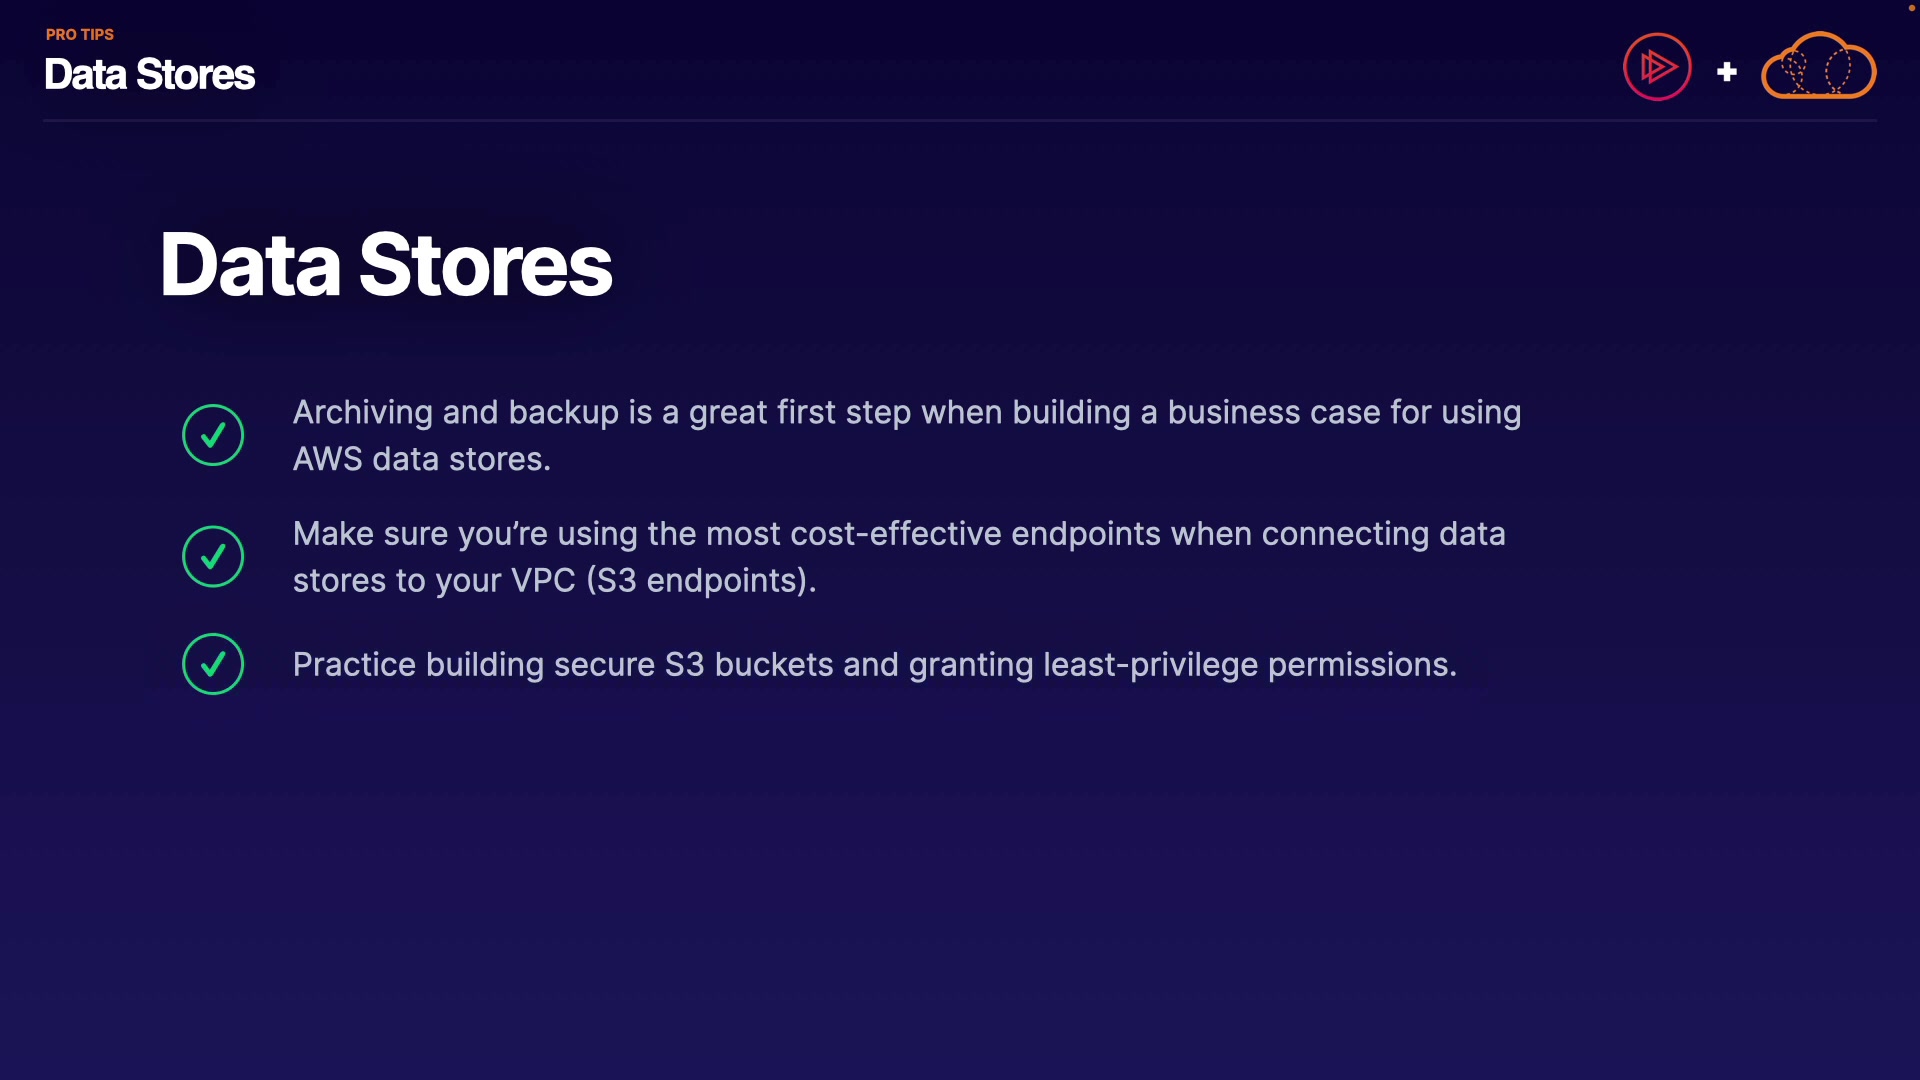 PRO TIPS
Data Stores
Data Stores
Archiving and backup is a great first step when building a business case for using
AWS data stores.
Make sure you’re using the most cost-effective endpoints when connecting data
stores to your VPC (S3 endpoints).
Practice building secure S3 buckets and granting least-privilege permissions.